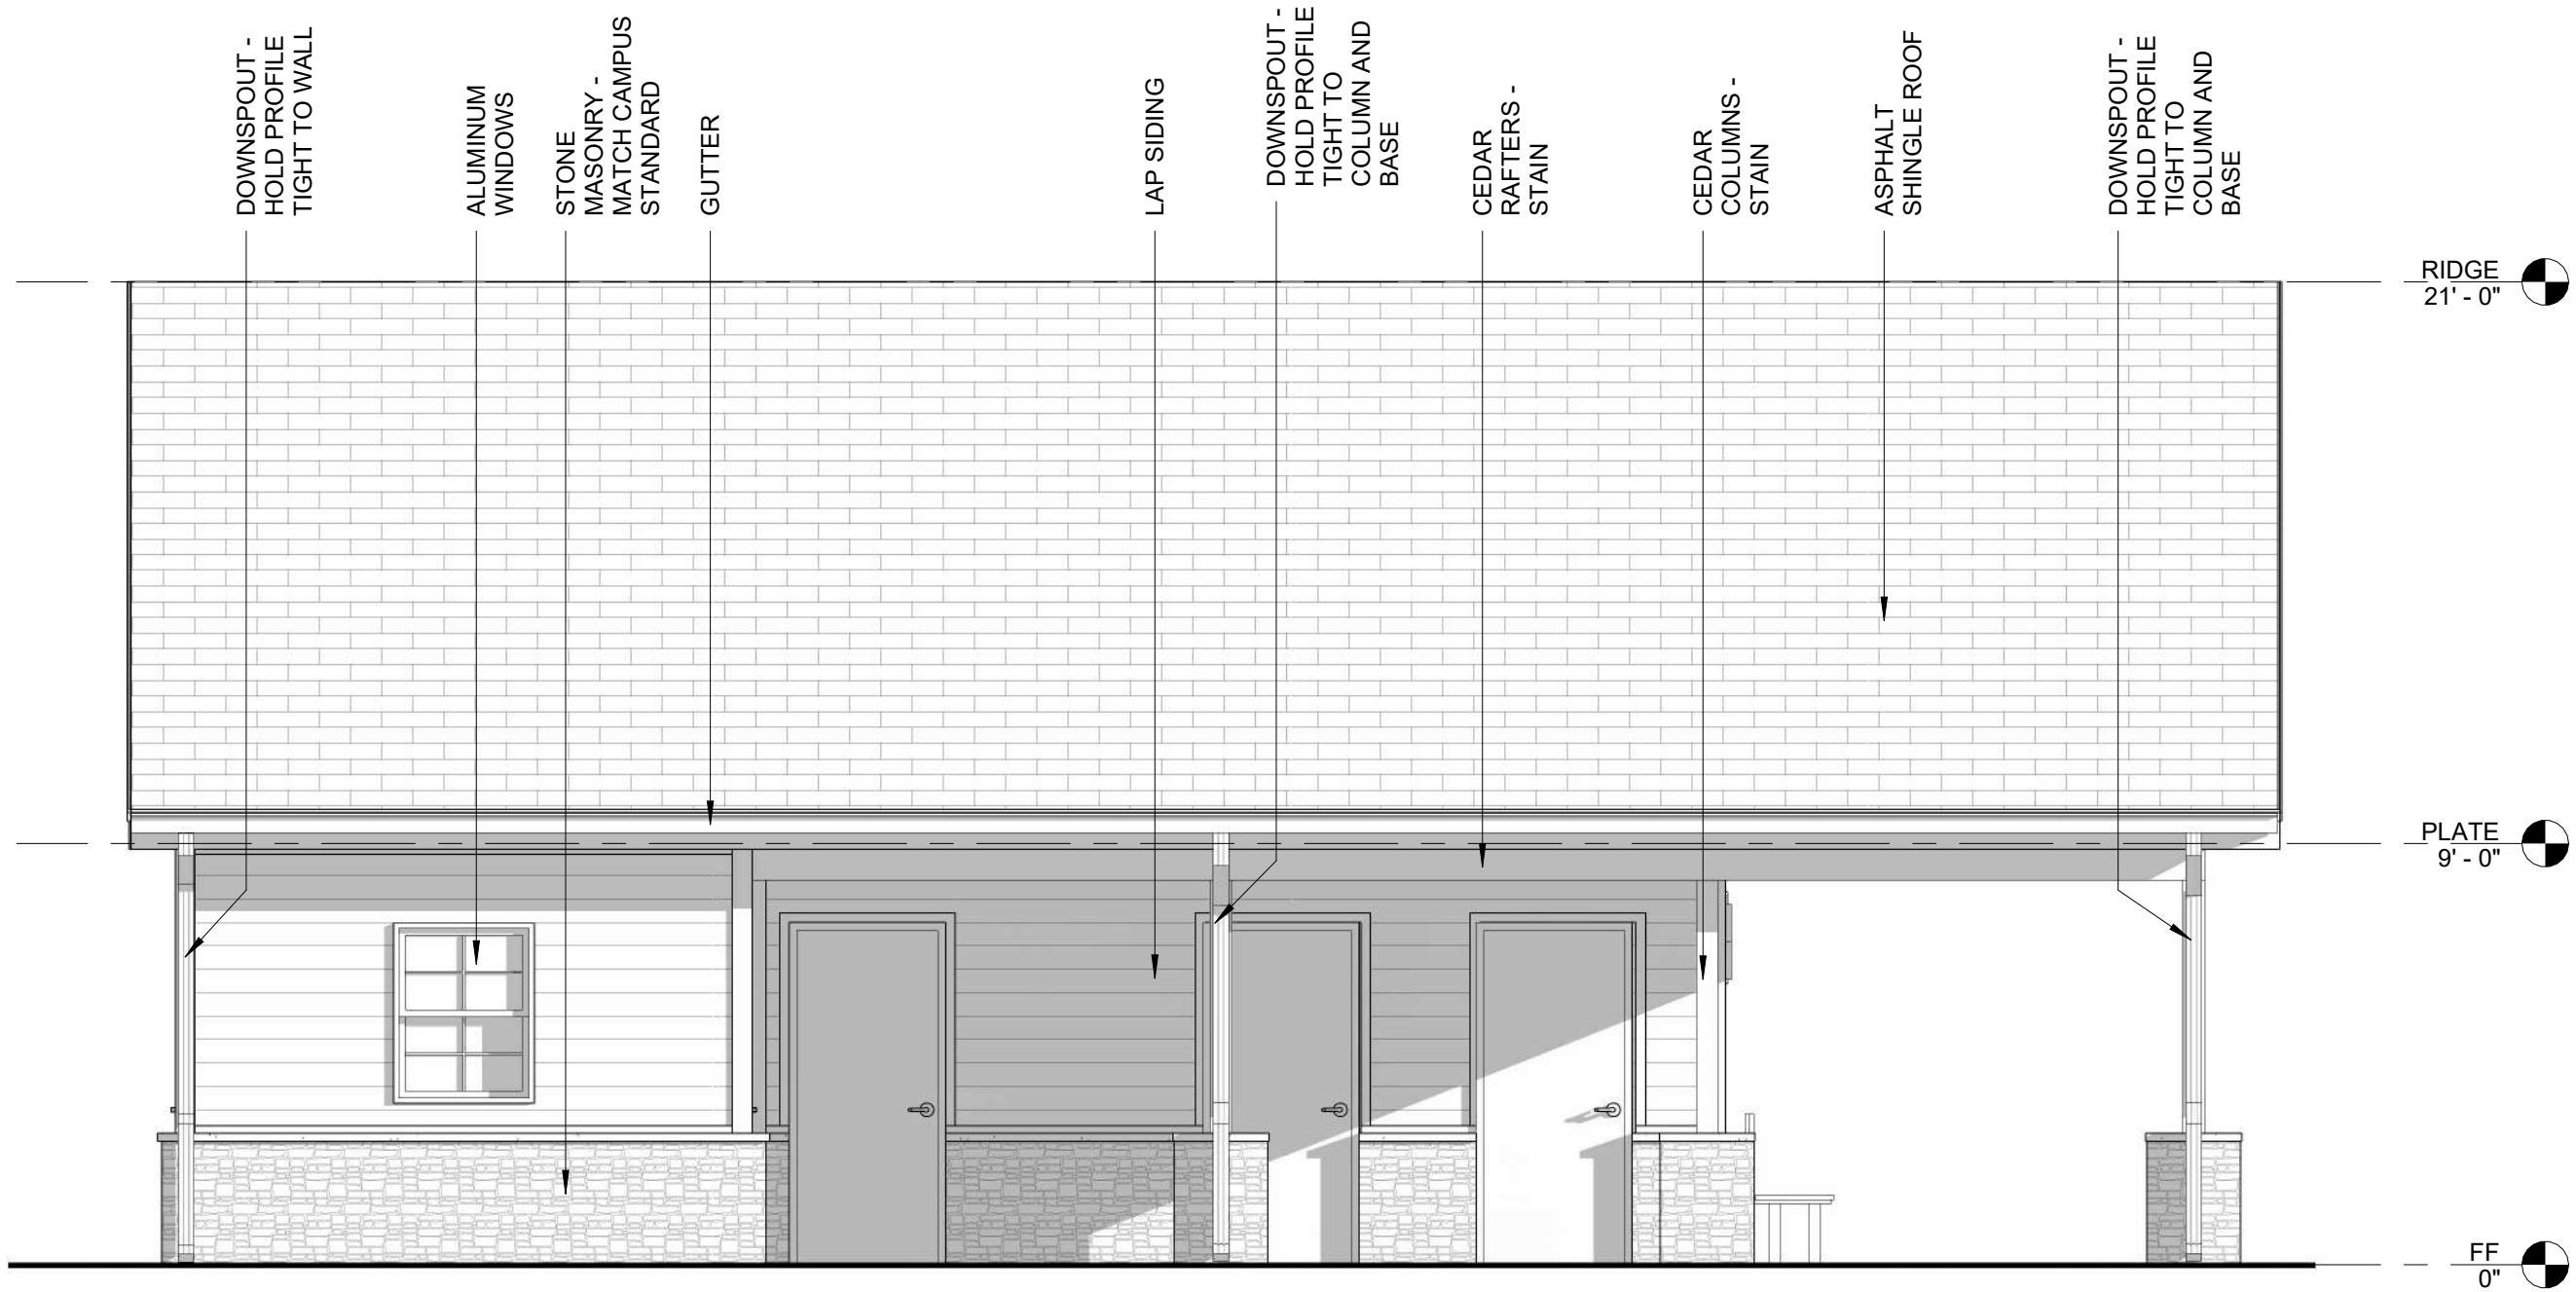 DOWNSPOUT -
HOLD PROFILE
TIGHT TO WALL
ALUMINUM
WINDOWS
STONE
MASONRY -
MATCH CAMPUS
STANDARD
GUTTER
LAP SIDING
DOWNSPOUT -
HOLD PROFILE
TIGHT TO
COLUMN AND
BASE
CEDAR
RAFTERS -
STAIN
CEDAR
COLUMNS -
STAIN
ASPHALT
SHINGLE ROOF
DOWNSPOUT -
HOLD PROFILE
TIGHT TO
COLUMN AND
BASE
RIDGE
21' - 0"
PLATE
9' - 0"
FF
0"